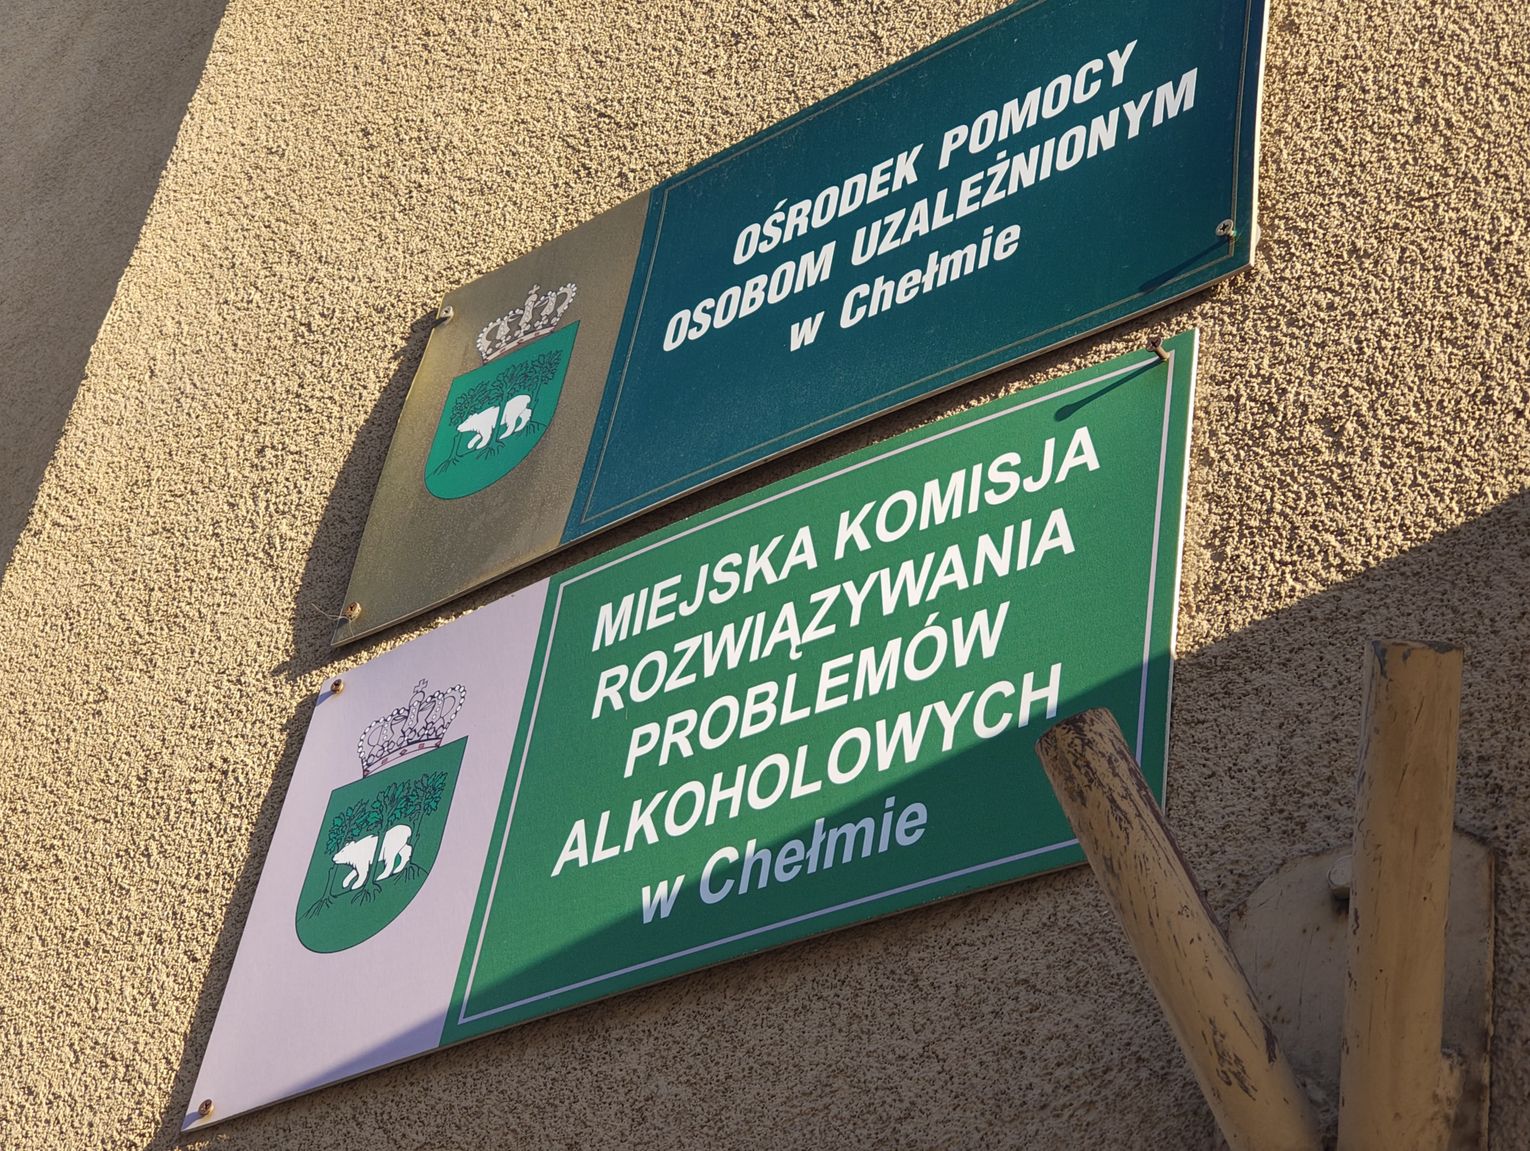 OŚRODEK POMOCY
OSOBOM UZALEŻNIONYM
w Chełmie
MIEJSKA KOMISJA
ROZWIĄZYWANIA
PROBLEMÓW
ALKOHOLOWYCH
w Chełmie